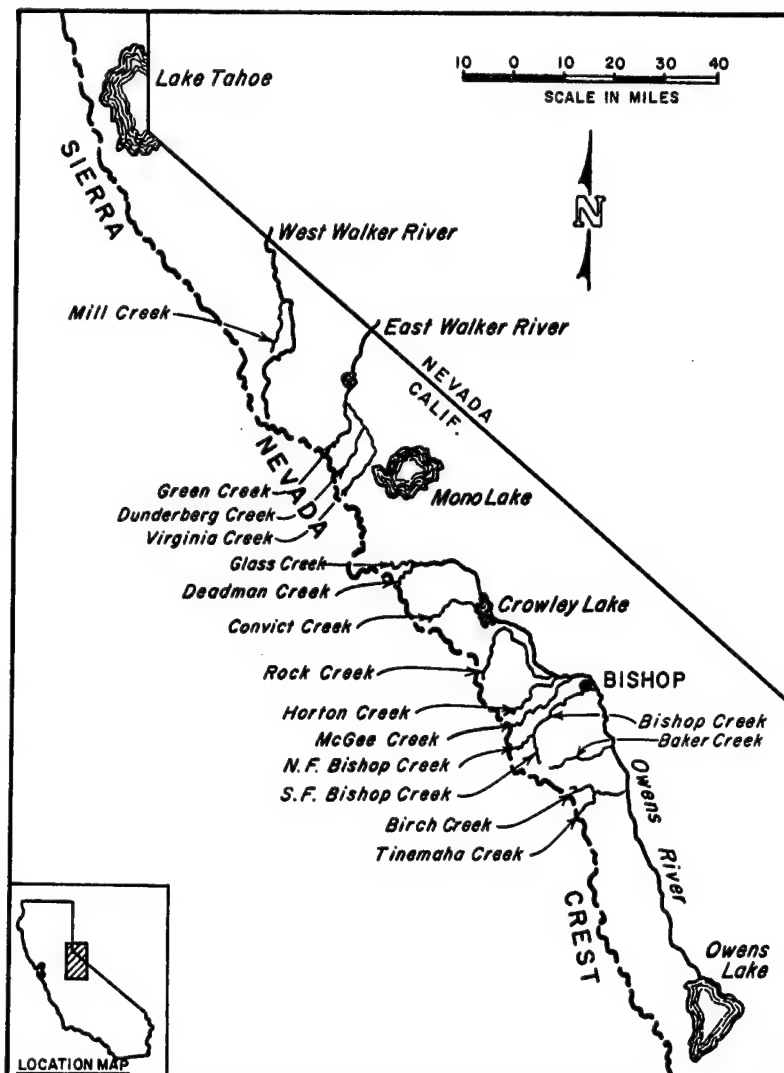 Lake Tahoe
10 0 10 20 30 40
SCALE IN MILES
SIERRA
N
West Walker River
Mill Creek
East Walker River
NEVADA
CALIF.
NEVADA
Mono Lake
Green Creek
Dunderberg Creek
Virginia Creek
Glass Creek
Deadman Creek
Crowley Lake
Convict Creek
Rock Creek
BISHOP
Horton Creek
Bishop Creek
McGee Creek
Baker Creek
N.F. Bishop Creek
S.F. Bishop Creek
Owens River
Birch Creek
Tinemaha Creek
CREST
Owens
Lake
LOCATION MAP